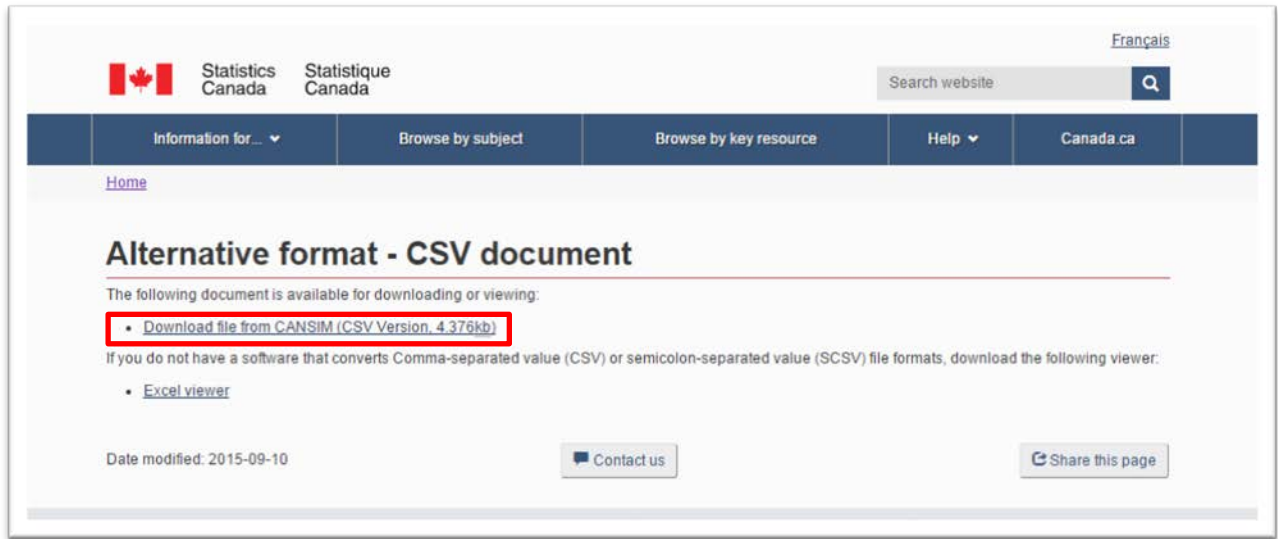 Français
Statistics Canada
Statistique Canada
Search website
Information for...
Browse by subject
Browse by key resource
Help
Canada.ca
Home
Alternative format - CSV document
The following document is available for downloading or viewing:
• Download file from CANSIM (CSV Version, 4.376kb)
If you do not have a software that converts Comma-separated value (CSV) or semicolon-separated value (SCSV) file formats, download the following viewer:
• Excel viewer
Date modified: 2015-09-10
Contact us
Share this page